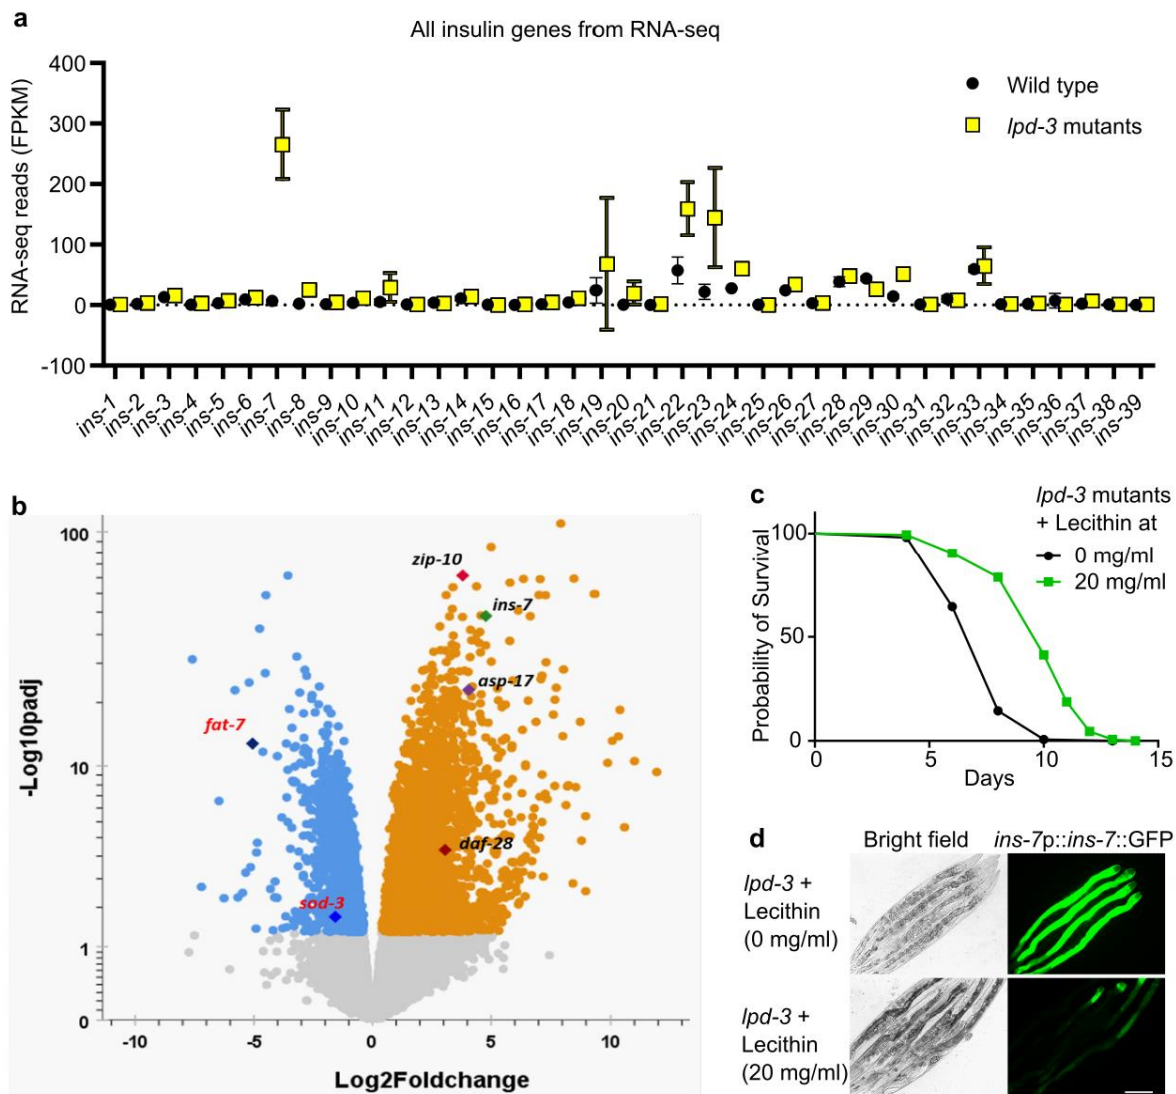 a
All insulin genes from RNA-seq
RNA-seq reads (FPKM)
400
300
200
100
0
-100
Wild type
lpd-3 mutants
ins-1
ins-2
ins-3
ins-4
ins-5
ins-6
ins-7
ins-8
ins-9
ins-10
ins-11
ins-12
ins-13
ins-14
ins-15
ins-16
ins-17
ins-18
ins-19
ins-20
ins-21
ins-22
ins-23
ins-24
ins-25
ins-26
ins-27
ins-28
ins-29
ins-30
ins-31
ins-32
ins-33
ins-34
ins-35
ins-36
ins-37
ins-38
ins-39
b
-Log10padj
100
10
1
0
zip-10
ins-7
asp-17
fat-7
daf-28
sod-3
-10
-5
0
5
10
Log2Foldchange
c
lpd-3 mutants
+ Lecithin at
0 mg/ml
20 mg/ml
Probability of Survival
100
50
0
0
5
10
15
Days
d
Bright field
ins-7p::ins-7::GFP
lpd-3 +
Lecithin
(0 mg/ml)
lpd-3 +
Lecithin
(20 mg/ml)